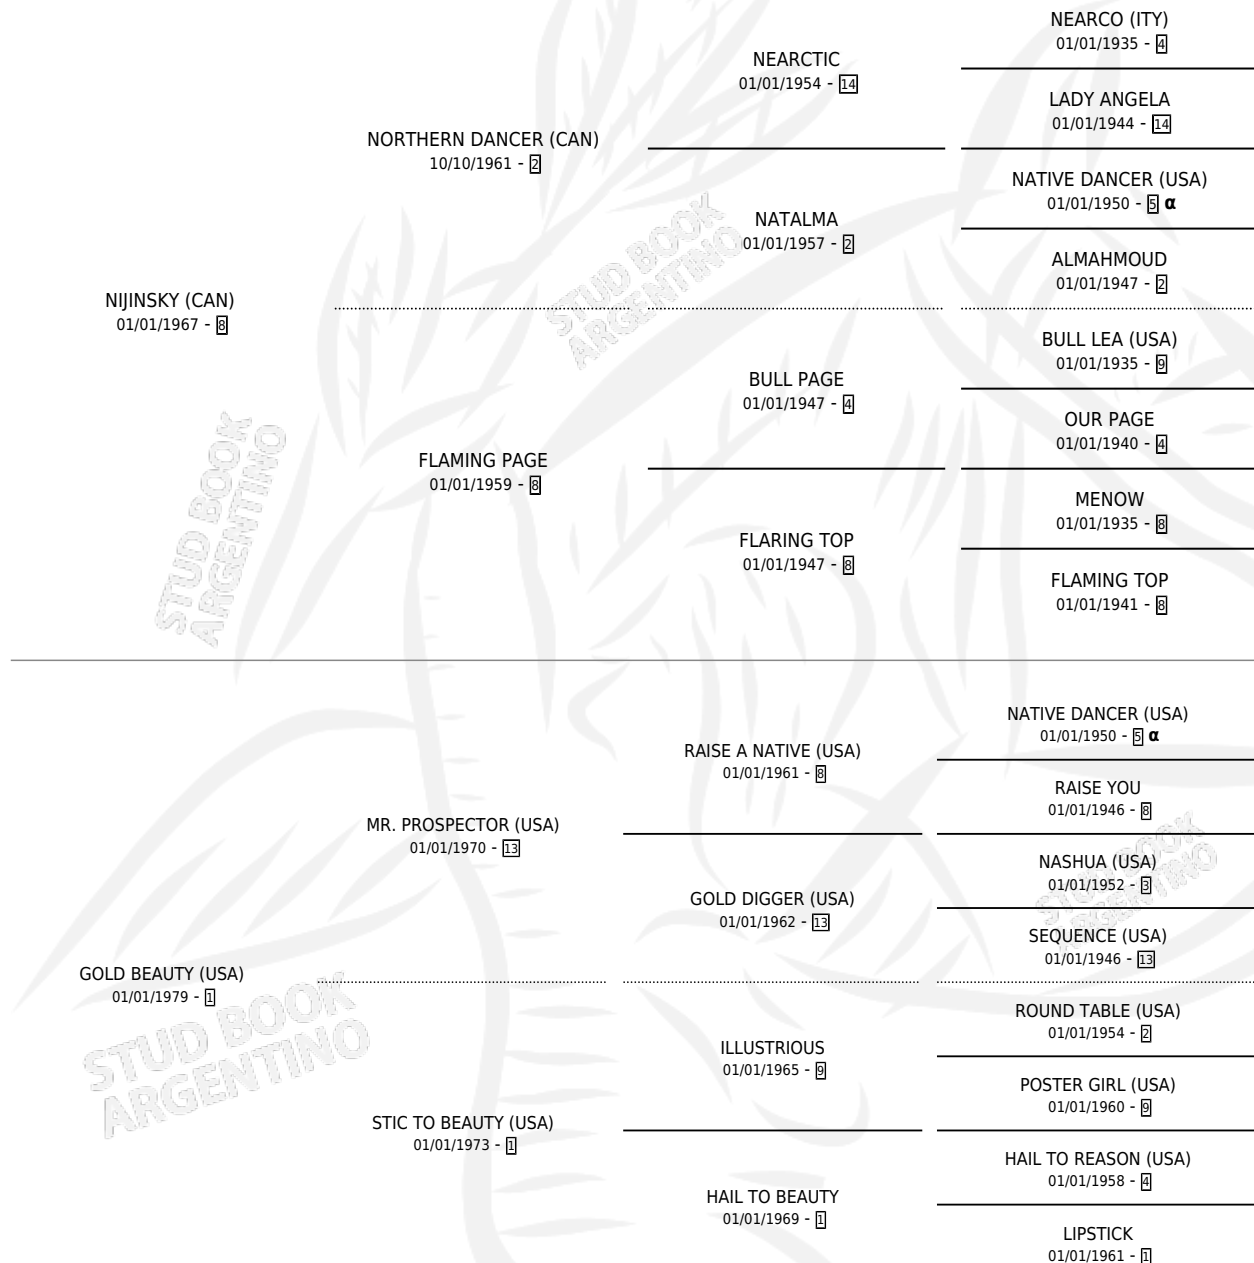 NIJINSKY (CAN)
01/01/1967 - 8
NORTHERN DANCER (CAN)
10/10/1961 - 2
NEARCTIC
01/01/1954 - 14
NEARCO (ITY)
01/01/1935 - 4
LADY ANGELA
01/01/1944 - 14
NATALMA
01/01/1957 - 2
NATIVE DANCER (USA)
01/01/1950 - 5 α
ALMAHMOUD
01/01/1947 - 2
FLAMING PAGE
01/01/1959 - 8
BULL PAGE
01/01/1947 - 4
BULL LEA (USA)
01/01/1935 - 9
OUR PAGE
01/01/1940 - 4
FLARING TOP
01/01/1947 - 8
MENOW
01/01/1935 - 8
FLAMING TOP
01/01/1941 - 8
GOLD BEAUTY (USA)
01/01/1979 - 1
MR. PROSPECTOR (USA)
01/01/1970 - 13
RAISE A NATIVE (USA)
01/01/1961 - 8
NATIVE DANCER (USA)
01/01/1950 - 5 α
RAISE YOU
01/01/1946 - 8
GOLD DIGGER (USA)
01/01/1962 - 13
NASHUA (USA)
01/01/1952 - 3
SEQUENCE (USA)
01/01/1946 - 13
STIC TO BEAUTY (USA)
01/01/1973 - 1
ILLUSTRIOUS
01/01/1965 - 9
ROUND TABLE (USA)
01/01/1954 - 2
POSTER GIRL (USA)
01/01/1960 - 9
HAIL TO BEAUTY
01/01/1969 - 1
HAIL TO REASON (USA)
01/01/1958 - 4
LIPSTICK
01/01/1961 - 1
STUD BOOK
ARGENTINO
STUD BOOK
ARGENTINO
STUD BOOK
ARGENTINO
STUD BOOK
ARGENTINO